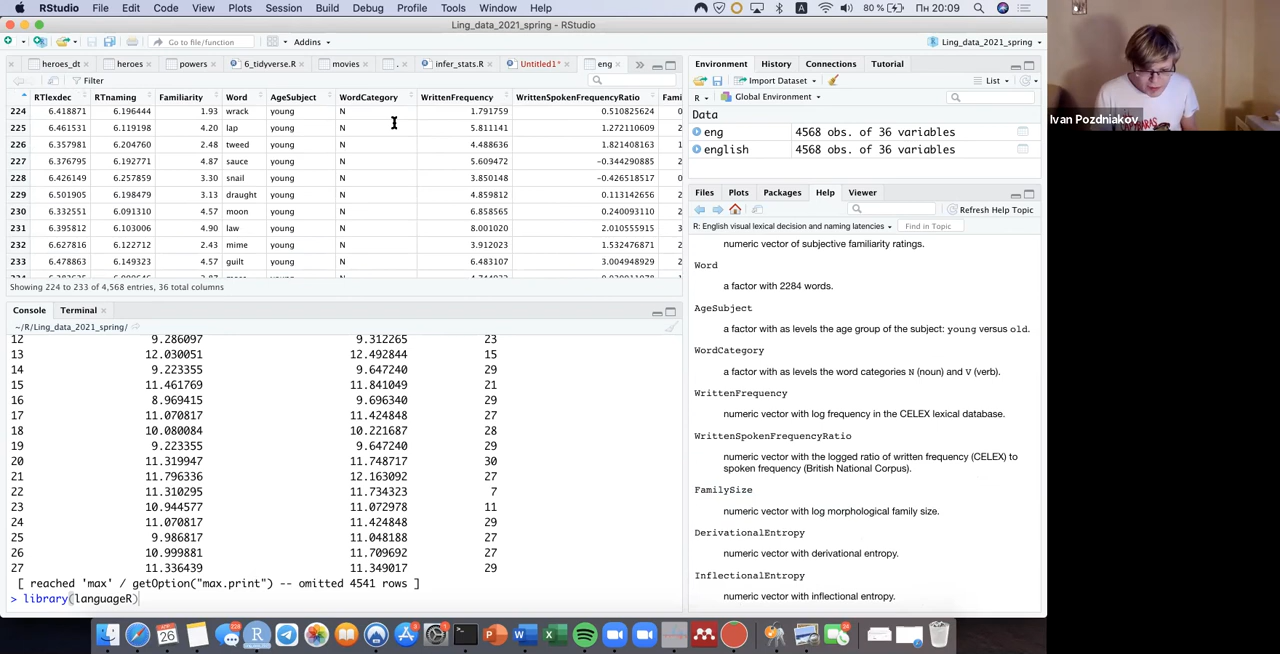 RStudio File Edit Code View Plots Session Build Debug Profile Tools Window Help 80 % Пн 20:09
Ling_data_2021_spring - RStudio
Go to file/function Addins Ling_data_2021_spring
heroes_dt heroes powers 6_tidyverse.R movies . infer_stats.R Untitled1* eng
Filter
RTlexdec RTnaming Familiarity Word AgeSubject WordCategory WrittenFrequency WrittenSpokenFrequencyRatio Fami
224 6.418871 6.196444 1.93 wrack young N 1.791759 0.510825624 0
225 6.461531 6.119198 4.20 lap young N 5.811141 1.272110609 2
226 6.357981 6.204760 2.48 tweed young N 4.488636 1.821408163 1
227 6.376795 6.192771 4.87 sauce young N 5.609472 −0.344290885 2
228 6.426149 6.257859 3.30 snail young N 3.850148 −0.426518517 0
229 6.501905 6.198479 3.13 draught young N 4.859812 0.113142656 2
230 6.332551 6.091310 4.57 moon young N 6.858565 0.240093110 2
231 6.395812 6.103006 4.90 law young N 8.001020 2.010555915 3
232 6.627816 6.122712 2.43 mime young N 3.912023 1.532476871 2
233 6.478863 6.149323 4.57 guilt young N 6.483107 3.004948929 2
Showing 224 to 233 of 4,568 entries, 36 total columns
Console Terminal
~/R/Ling_data_2021_spring/
12 9.286097 9.312265 23
13 12.030051 12.492844 15
14 9.223355 9.647240 29
15 11.461769 11.841049 21
16 8.969415 9.696340 29
17 11.070817 11.424848 27
18 10.080084 10.221687 28
19 9.223355 9.647240 29
20 11.319947 11.748717 30
21 11.796336 12.163092 27
22 11.310295 11.734323 7
23 10.944577 11.072978 11
24 11.070817 11.424848 29
25 9.986817 11.048188 27
26 10.999881 11.709692 27
27 11.336439 11.349017 29
[ reached 'max' / getOption("max.print") -- omitted 4541 rows ]
> library(languageR)
Environment History Connections Tutorial
Import Dataset List
R Global Environment
Data
eng 4568 obs. of 36 variables
english 4568 obs. of 36 variables
Files Plots Packages Help Viewer
Refresh Help Topic
R: English visual lexical decision and naming latencies Find in Topic
numeric vector of subjective familiarity ratings.
Word
a factor with 2284 words.
AgeSubject
a factor with as levels the age group of the subject: young versus old.
WordCategory
a factor with as levels the word categories N (noun) and V (verb).
WrittenFrequency
numeric vector with log frequency in the CELEX lexical database.
WrittenSpokenFrequencyRatio
numeric vector with the logged ratio of written frequency (CELEX) to
spoken frequency (British National Corpus).
FamilySize
numeric vector with log morphological family size.
DerivationalEntropy
numeric vector with derivational entropy.
InflectionalEntropy
numeric vector with inflectional entropy.
Ivan Pozdniakov